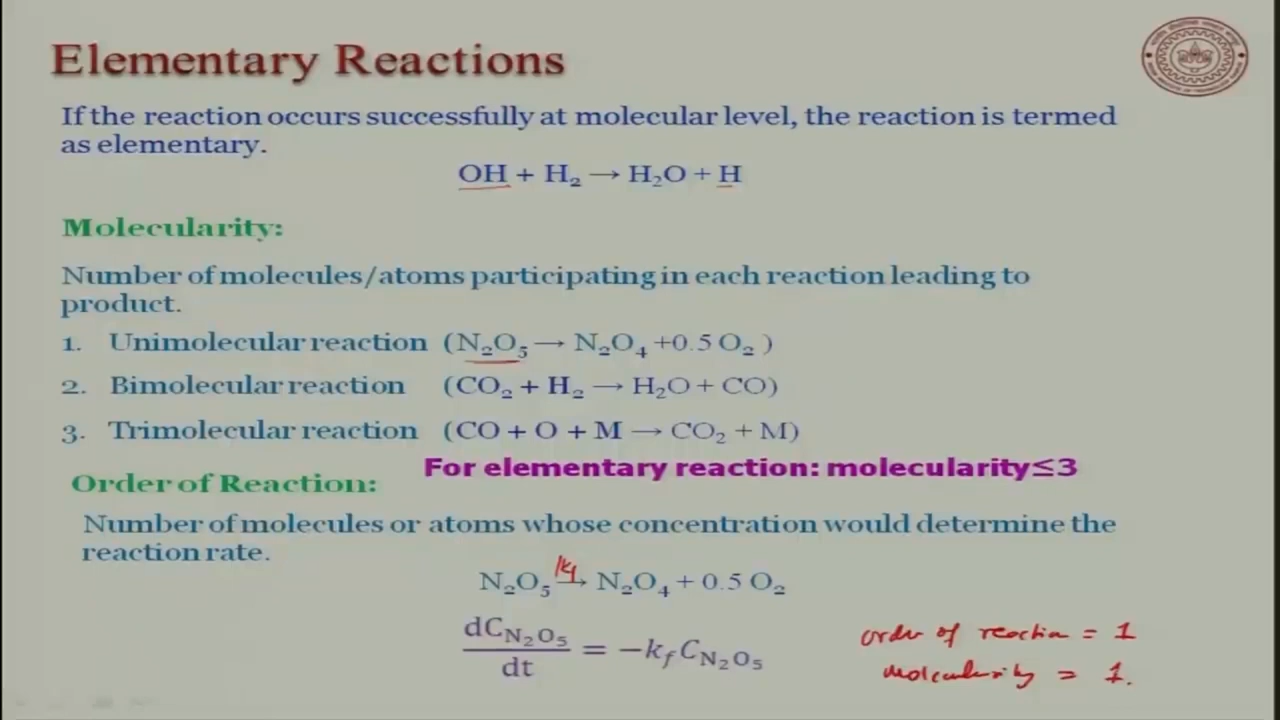 Elementary Reactions
If the reaction occurs successfully at molecular level, the reaction is termed
as elementary.
OH + H₂ → H₂O + H
Molecularity:
Number of molecules/atoms participating in each reaction leading to
product.
1. Unimolecular reaction (N₂O₅ → N₂O₄ +0.5 O₂ )
2. Bimolecular reaction (CO₂ + H₂ → H₂O + CO)
3. Trimolecular reaction (CO + O + M → CO₂ + M)
For elementary reaction: molecularity≤3
Order of Reaction:
Number of molecules or atoms whose concentration would determine the
reaction rate.
N₂O₅ → N₂O₄ + 0.5 O₂
dC_N₂O₅/dt = −k_f C_N₂O₅
order of reaction = 1
molecularity = 1.